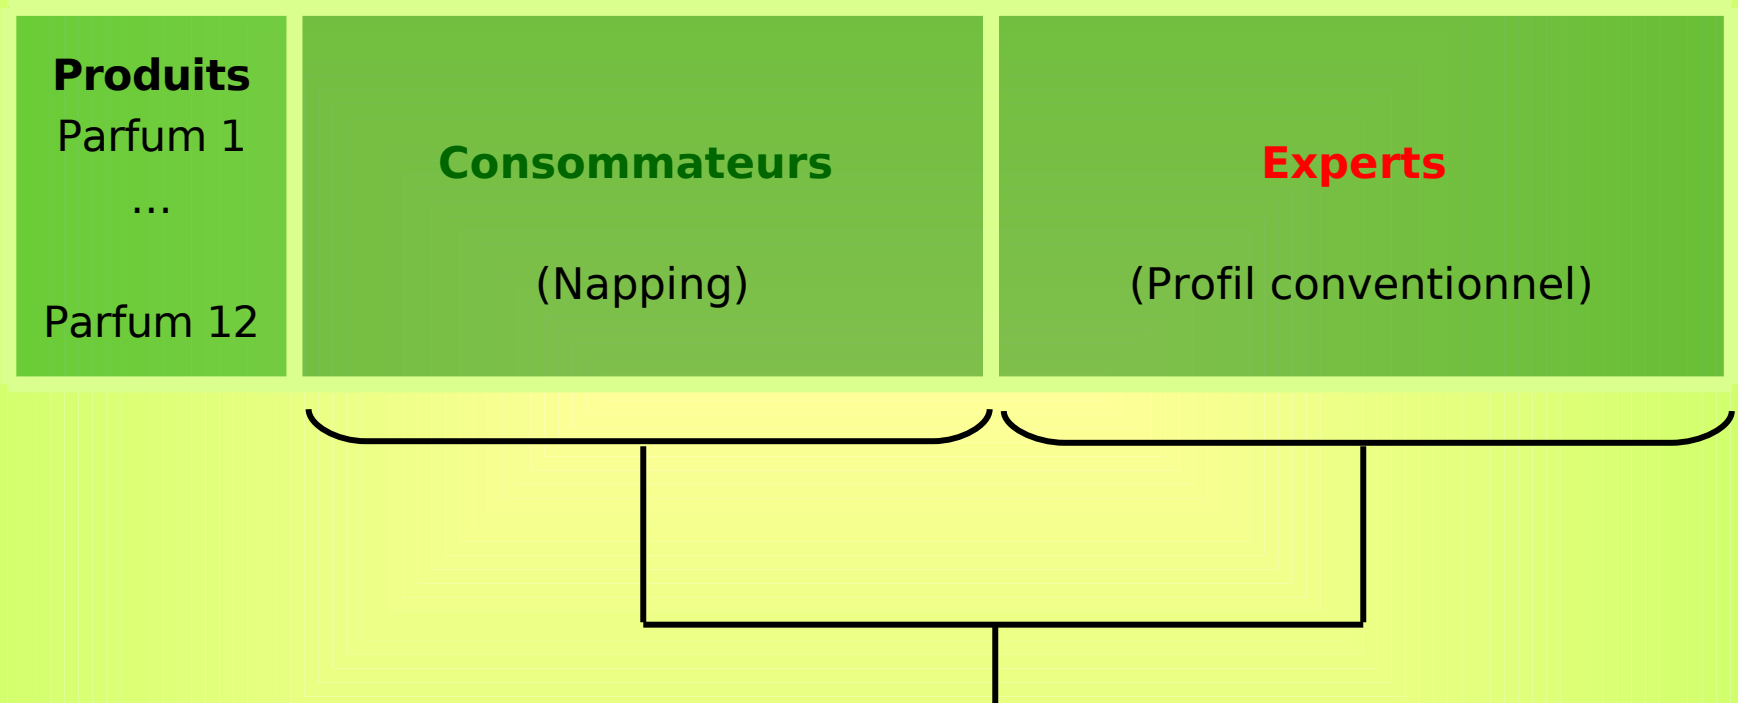 Produits
Parfum 1
...
Parfum 12
Consommateurs
(Napping)
Experts
(Profil conventionnel)